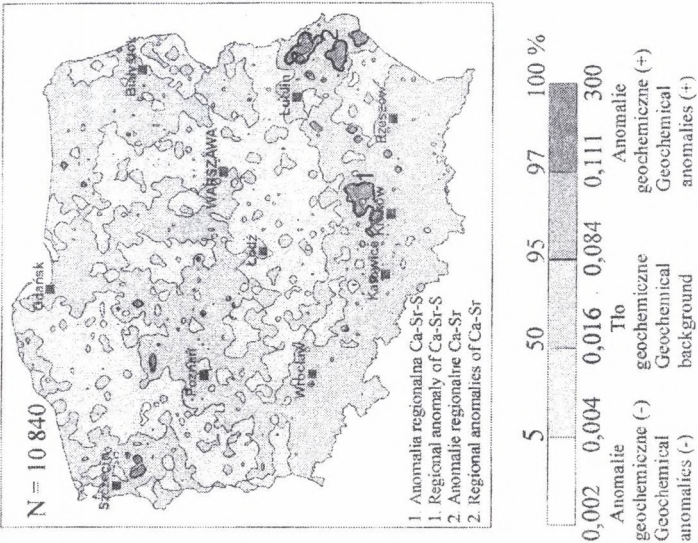 N = 10 840
Gdańsk
Szczecin
Białystok
Poznań
WARSZAWA
Łódź
Wrocław
Lublin
Katowice
Kraków
Rzeszów
1
1. Anomalia regionalna Ca-Sr-S
1. Regional anomaly of Ca-Sr-S
2. Anomalie regionalne Ca-Sr
2. Regional anomalies of Ca-Sr
5 50 95 97 100 %
0,002 0,004 0,016 0,084 0,111 300
Anomalie
geochemiczne (-)
Geochemical
anomalies (-)
Tło
geochemiczne
Geochemical
background
Anomalie
geochemiczne (+)
Geochemical
anomalies (+)